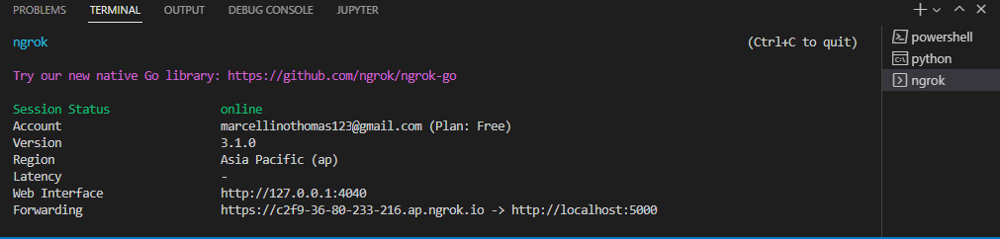 PROBLEMS TERMINAL OUTPUT DEBUG CONSOLE JUPYTER
ngrok (Ctrl+C to quit)
Try our new native Go library: https://github.com/ngrok/ngrok-go
Session Status online
Account marcellinothomas123@gmail.com (Plan: Free)
Version 3.1.0
Region Asia Pacific (ap)
Latency -
Web Interface http://127.0.0.1:4040
Forwarding https://c2f9-36-80-233-216.ap.ngrok.io -> http://localhost:5000
powershell
python
ngrok